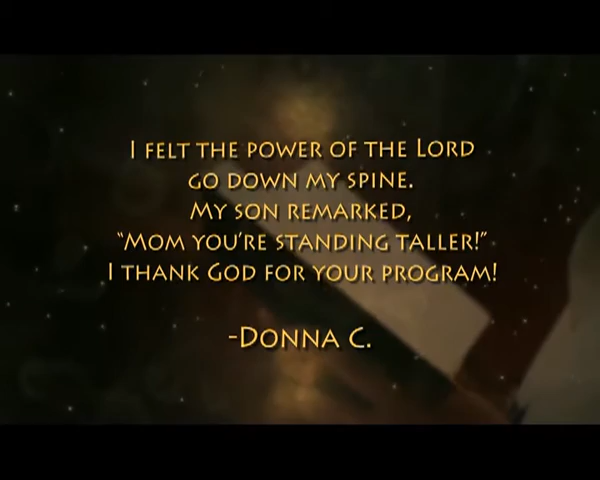 I FELT THE POWER OF THE LORD
GO DOWN MY SPINE.
MY SON REMARKED,
“MOM YOU’RE STANDING TALLER!”
I THANK GOD FOR YOUR PROGRAM!
-DONNA C.